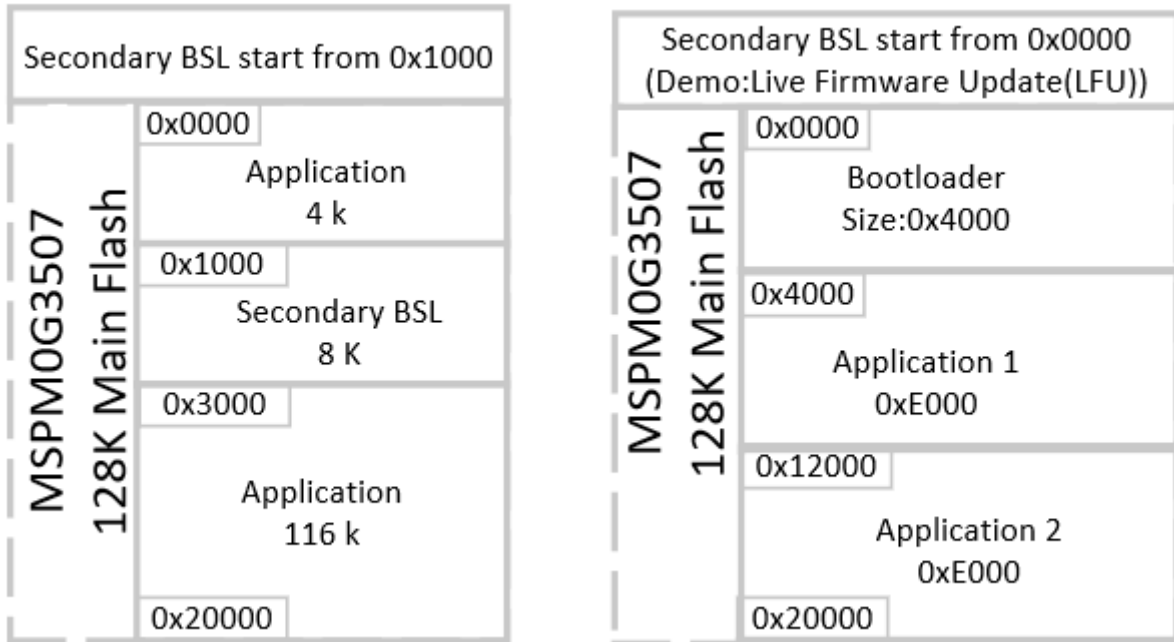 Secondary BSL start from 0x1000
MSPM0G3507
128K Main Flash
0x0000
Application
4 k
0x1000
Secondary BSL
8 K
0x3000
Application
116 k
0x20000
Secondary BSL start from 0x0000
(Demo:Live Firmware Update(LFU))
MSPM0G3507
128K Main Flash
0x0000
Bootloader
Size:0x4000
0x4000
Application 1
0xE000
0x12000
Application 2
0xE000
0x20000